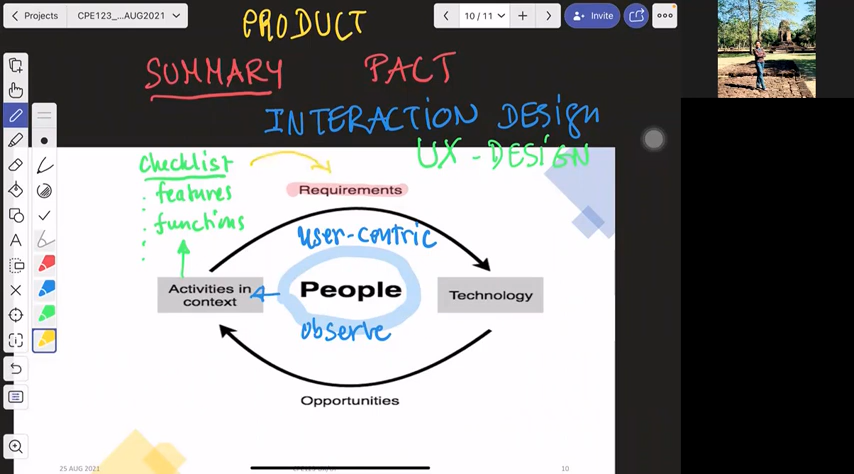 Projects
CPE123_...AUG2021
10 / 11
Invite
PRODUCT
SUMMARY
PACT
INTERACTION DESIGN
UX - DESIGN
checklist
. features
. functions
Requirements
user-centric
Activities in
context
People
Technology
observe
Opportunities
25 AUG 2021
10